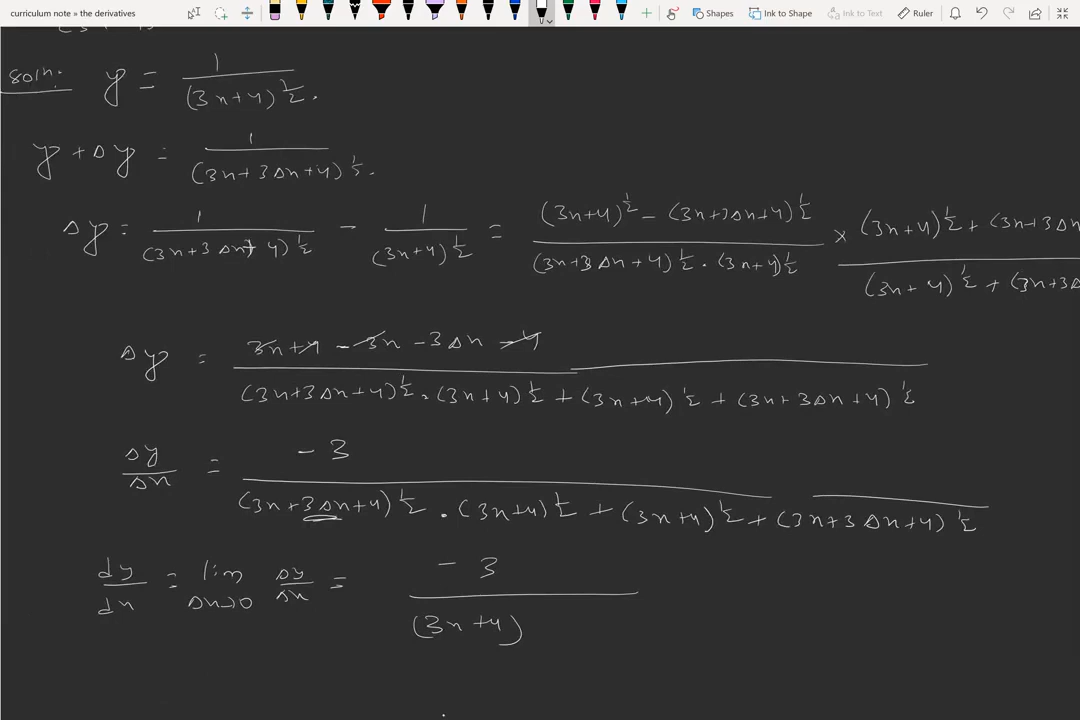 curriculum note » the derivatives
Shapes Ink to Shape Ink to Text Ruler
soln: y = 1/(3x+4)^½.
y + Δy = 1/(3x+3Δx+4)^½.
Δy = 1/(3x+3Δx+4)^½ - 1/(3x+4)^½ = ((3x+4)^½ - (3x+3Δx+4)^½)/((3x+3Δx+4)^½ · (3x+4)^½) × ((3x+4)^½ + (3x+3Δx)/((3x+4)^½ + (3x+3Δ
Δy = (3x+4 - 3x - 3Δx - 4)/((3x+3Δx+4)^½ · (3x+4)^½ + (3x+4)^½ + (3x+3Δx+4)^½)
Δy/Δx = -3/((3x+3Δx+4)^½ · (3x+4)^½ + (3x+4)^½ + (3x+3Δx+4)^½)
dy/dx = lim Δx→0 Δy/Δx = -3/(3x+4)